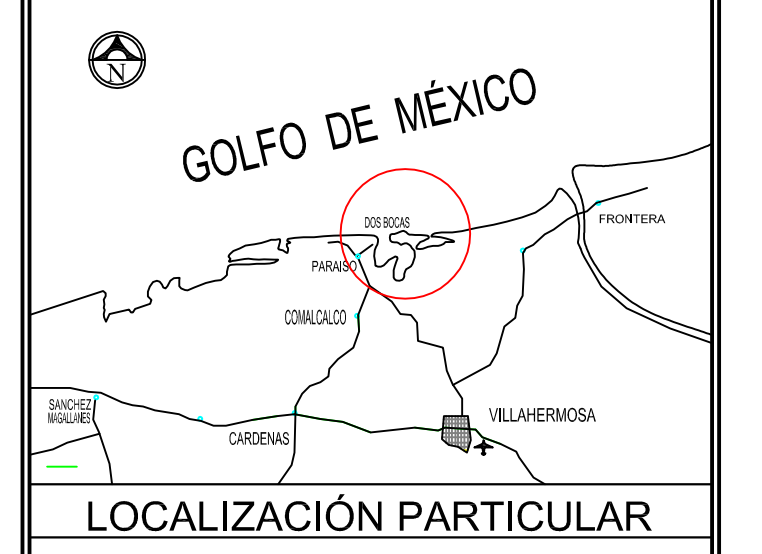 N
GOLFO DE MÉXICO
DOS BOCAS
FRONTERA
PARAISO
COMALCALCO
SANCHEZ
MAGALLANES
VILLAHERMOSA
CARDENAS
LOCALIZACIÓN PARTICULAR